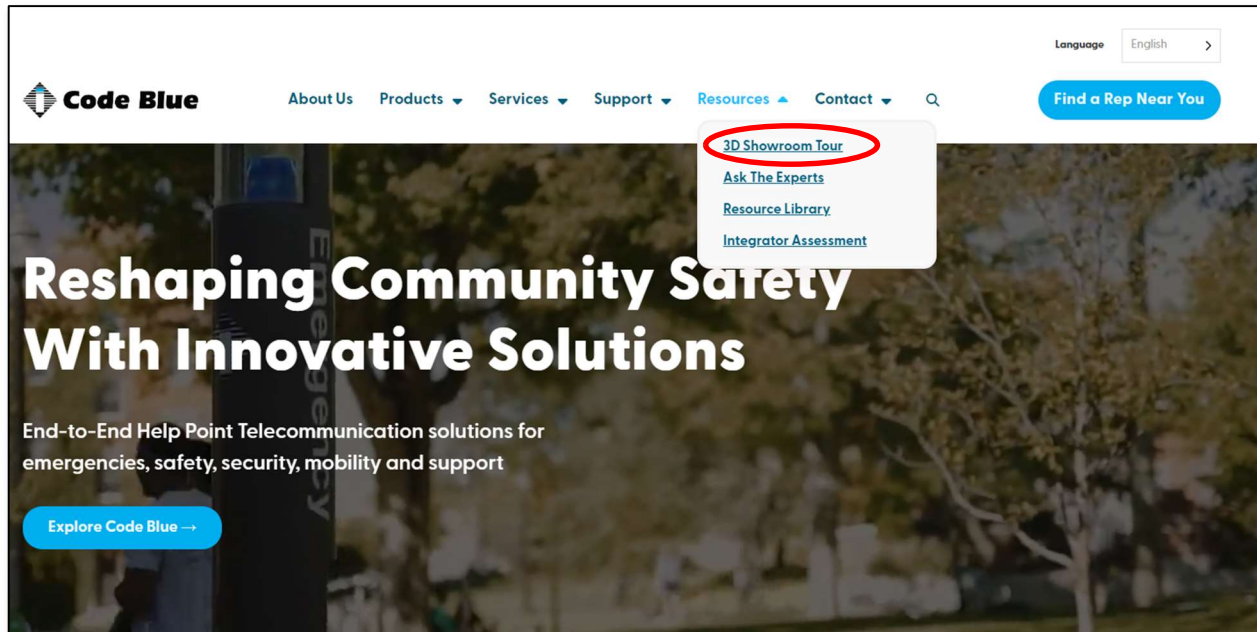 Language English
Code Blue
About Us Products Services Support Resources Contact
Find a Rep Near You
3D Showroom Tour
Ask The Experts
Resource Library
Integrator Assessment
Emergency
Reshaping Community Safety
With Innovative Solutions
End-to-End Help Point Telecommunication solutions for
emergencies, safety, security, mobility and support
Explore Code Blue →